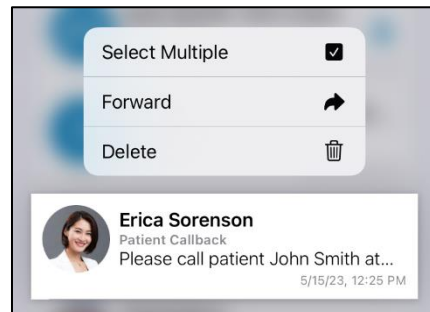 Select Multiple
Forward
Delete
Erica Sorenson
Patient Callback
Please call patient John Smith at...
5/15/23, 12:25 PM